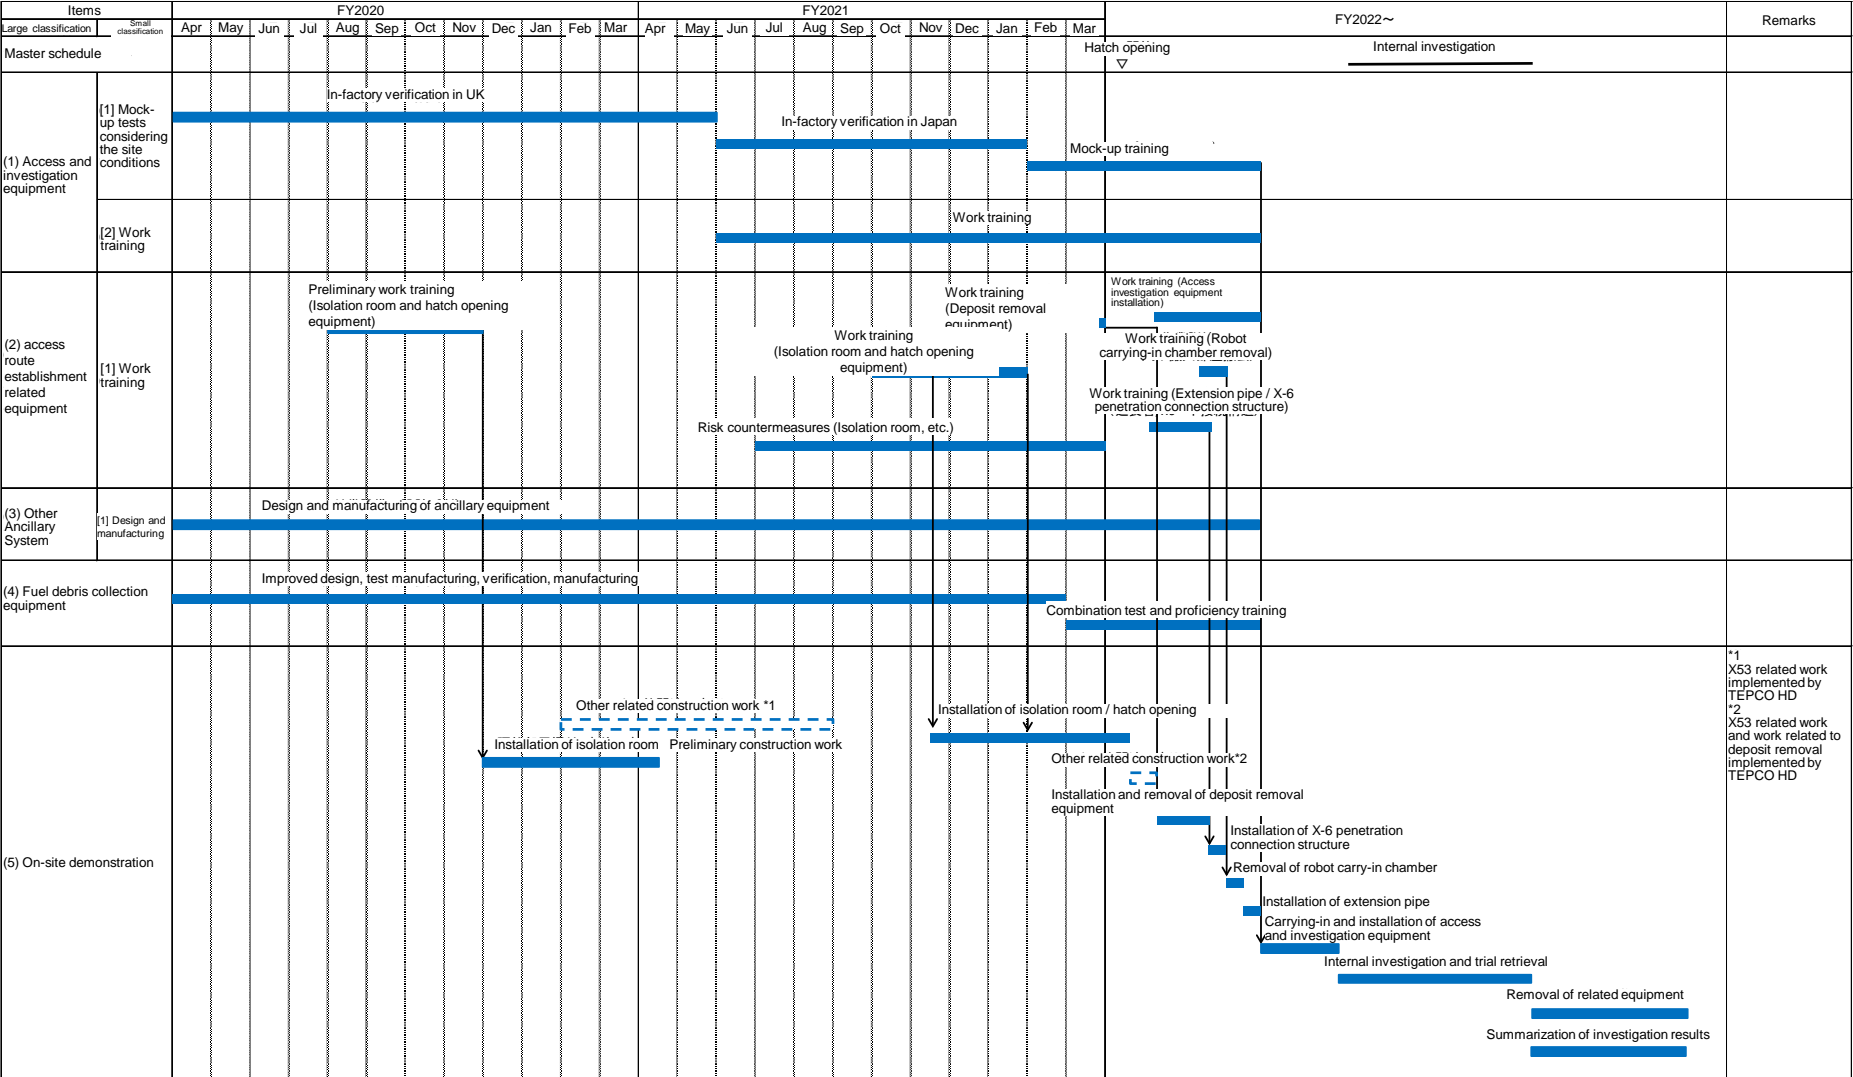 Items
FY2020
FY2021
FY2022～
Remarks
Large classification
Small
classification
Apr May Jun Jul Aug Sep Oct Nov Dec Jan Feb Mar Apr May Jun Jul Aug Sep Oct Nov Dec Jan Feb Mar
Master schedule
Hatch opening
▽
Internal investigation
(1) Access and
investigation
equipment
[1] Mock-
up tests
considering
the site
conditions
In-factory verification in UK
In-factory verification in Japan
Mock-up training
[2] Work
training
Work training
(2) access
route
establishment
related
equipment
[1] Work
training
Preliminary work training
(Isolation room and hatch opening
equipment)
Work training
(Deposit removal
equipment)
Work training (Access
investigation equipment
installation)
Work training
(Isolation room and hatch opening
equipment)
Work training (Robot
carrying-in chamber removal)
Work training (Extension pipe / X-6
penetration connection structure)
Risk countermeasures (Isolation room, etc.)
(3) Other
Ancillary
System
[1] Design and
manufacturing
Design and manufacturing of ancillary equipment
(4) Fuel debris collection
equipment
Improved design, test manufacturing, verification, manufacturing
Combination test and proficiency training
(5) On-site demonstration
Other related construction work *1
Installation of isolation room Preliminary construction work
Installation of isolation room / hatch opening
Other related construction work*2
Installation and removal of deposit removal
equipment
Installation of X-6 penetration
connection structure
Removal of robot carry-in chamber
Installation of extension pipe
Carrying-in and installation of access
and investigation equipment
Internal investigation and trial retrieval
Removal of related equipment
Summarization of investigation results
*1
X53 related work
implemented by
TEPCO HD
*2
X53 related work
and work related to
deposit removal
implemented by
TEPCO HD